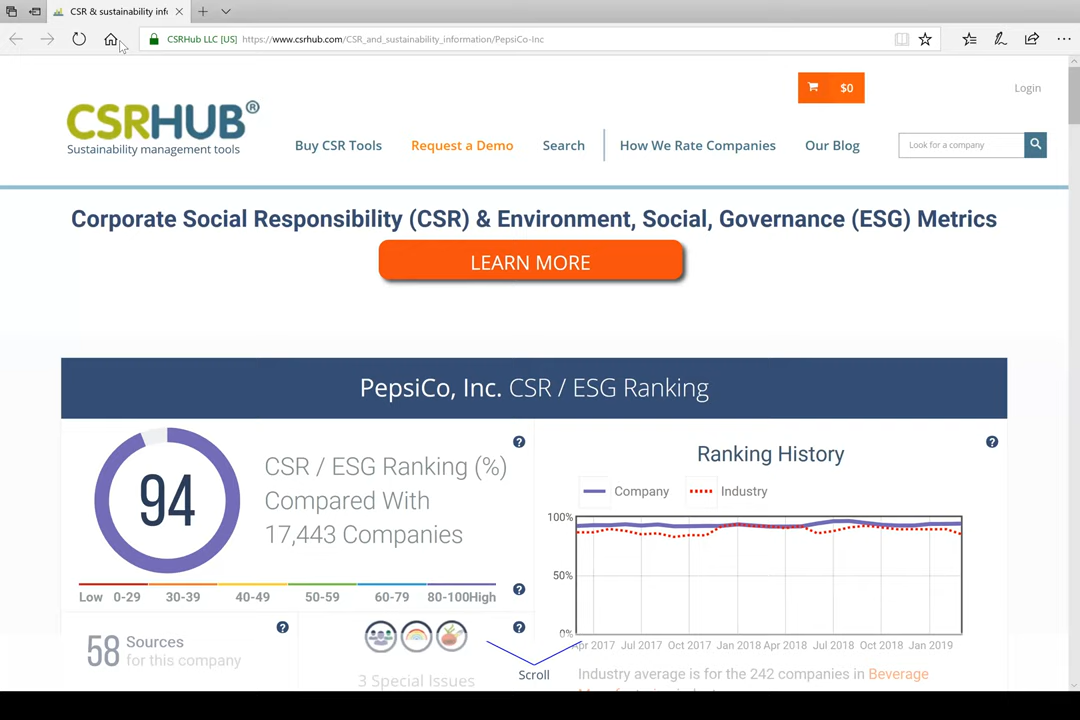 CSR & sustainability inf
CSRHub LLC [US] https://www.csrhub.com/CSR_and_sustainability_information/PepsiCo-Inc
$0
Login
CSRHUB®
Sustainability management tools
Buy CSR Tools
Request a Demo
Search
How We Rate Companies
Our Blog
Look for a company
Corporate Social Responsibility (CSR) & Environment, Social, Governance (ESG) Metrics
LEARN MORE
PepsiCo, Inc. CSR / ESG Ranking
94
CSR / ESG Ranking (%)
Compared With
17,443 Companies
Low 0-29 30-39 40-49 50-59 60-79 80-100High
58 Sources
for this company
3 Special Issues
Ranking History
Company Industry
100%
50%
0%
Apr 2017 Jul 2017 Oct 2017 Jan 2018 Apr 2018 Jul 2018 Oct 2018 Jan 2019
Scroll
Industry average is for the 242 companies in Beverage